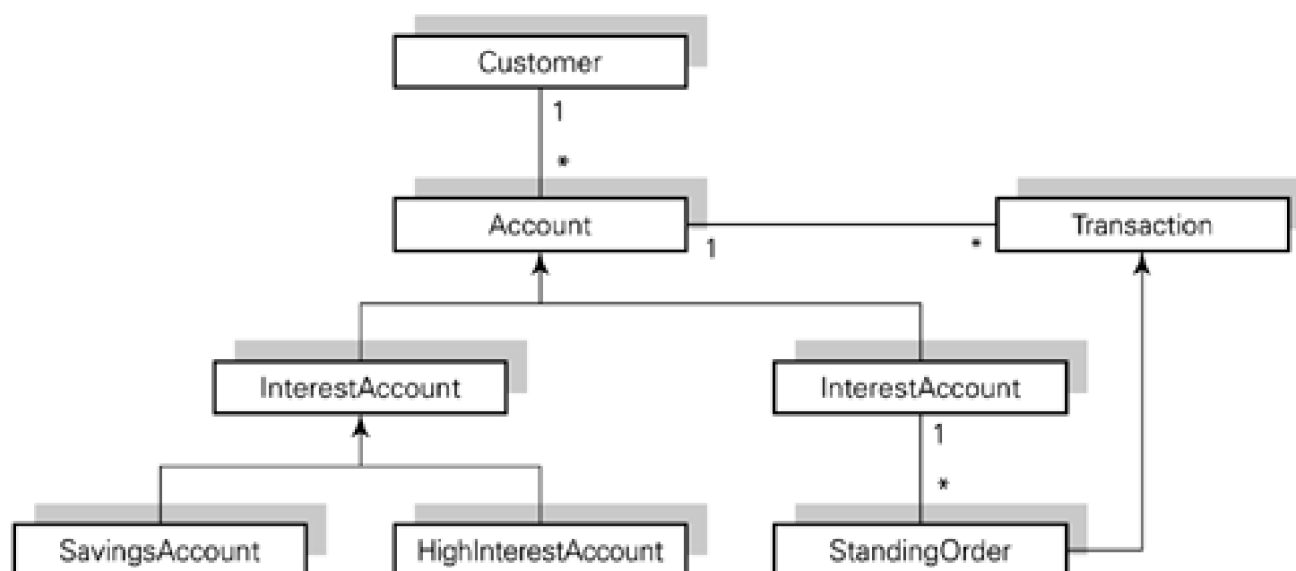 Customer
1
*
Account
1
*
Transaction
InterestAccount
InterestAccount
1
*
SavingsAccount
HighInterestAccount
StandingOrder